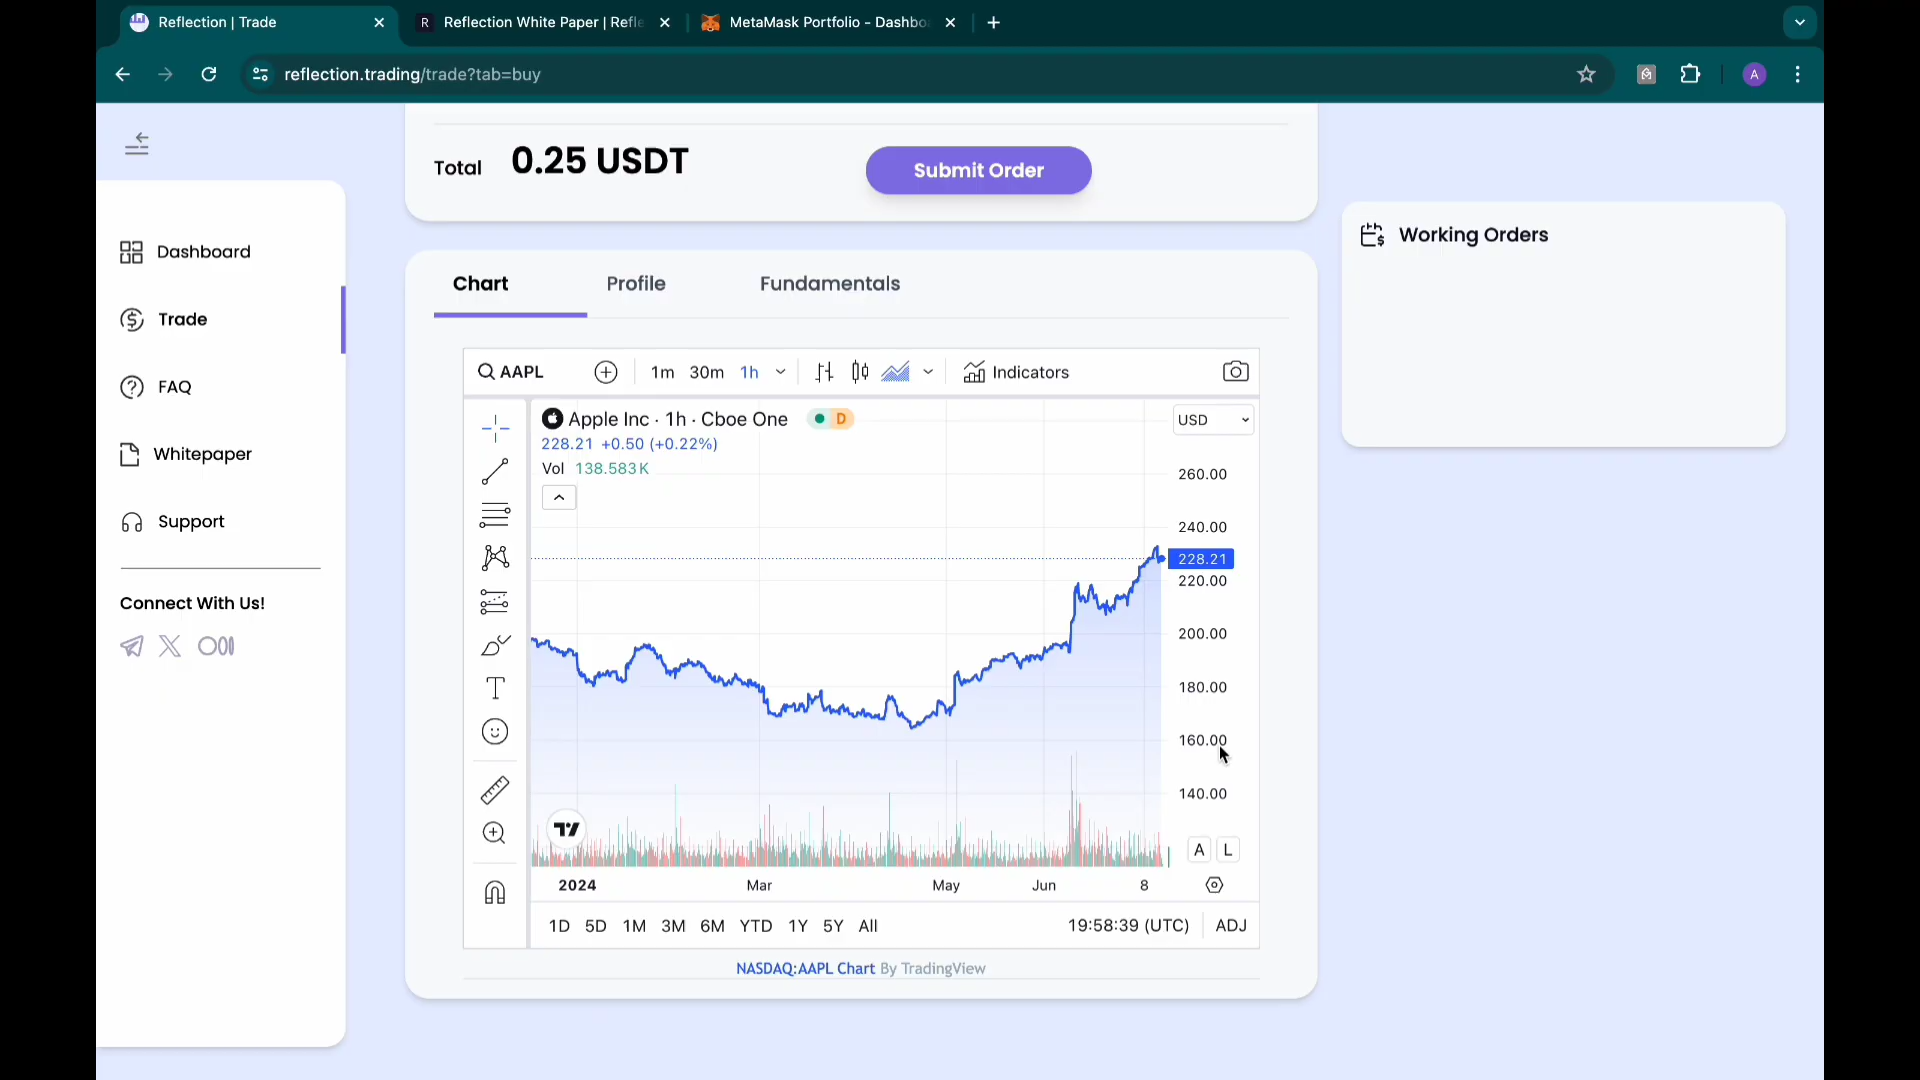 Reflection | Trade
R Reflection White Paper | Refle
MetaMask Portfolio - Dashbo
reflection.trading/trade?tab=buy
A
Total 0.25 USDT
Submit Order
Dashboard
Trade
FAQ
Whitepaper
Support
Connect With Us!
Working Orders
Chart Profile Fundamentals
AAPL 1m 30m 1h Indicators
Apple Inc · 1h · Cboe One D
USD
228.21 +0.50 (+0.22%)
Vol 138.583K
260.00
240.00
228.21
220.00
200.00
180.00
160.00
140.00
A L
2024 Mar May Jun 8
1D 5D 1M 3M 6M YTD 1Y 5Y All 19:58:39 (UTC) ADJ
NASDAQ:AAPL Chart By TradingView